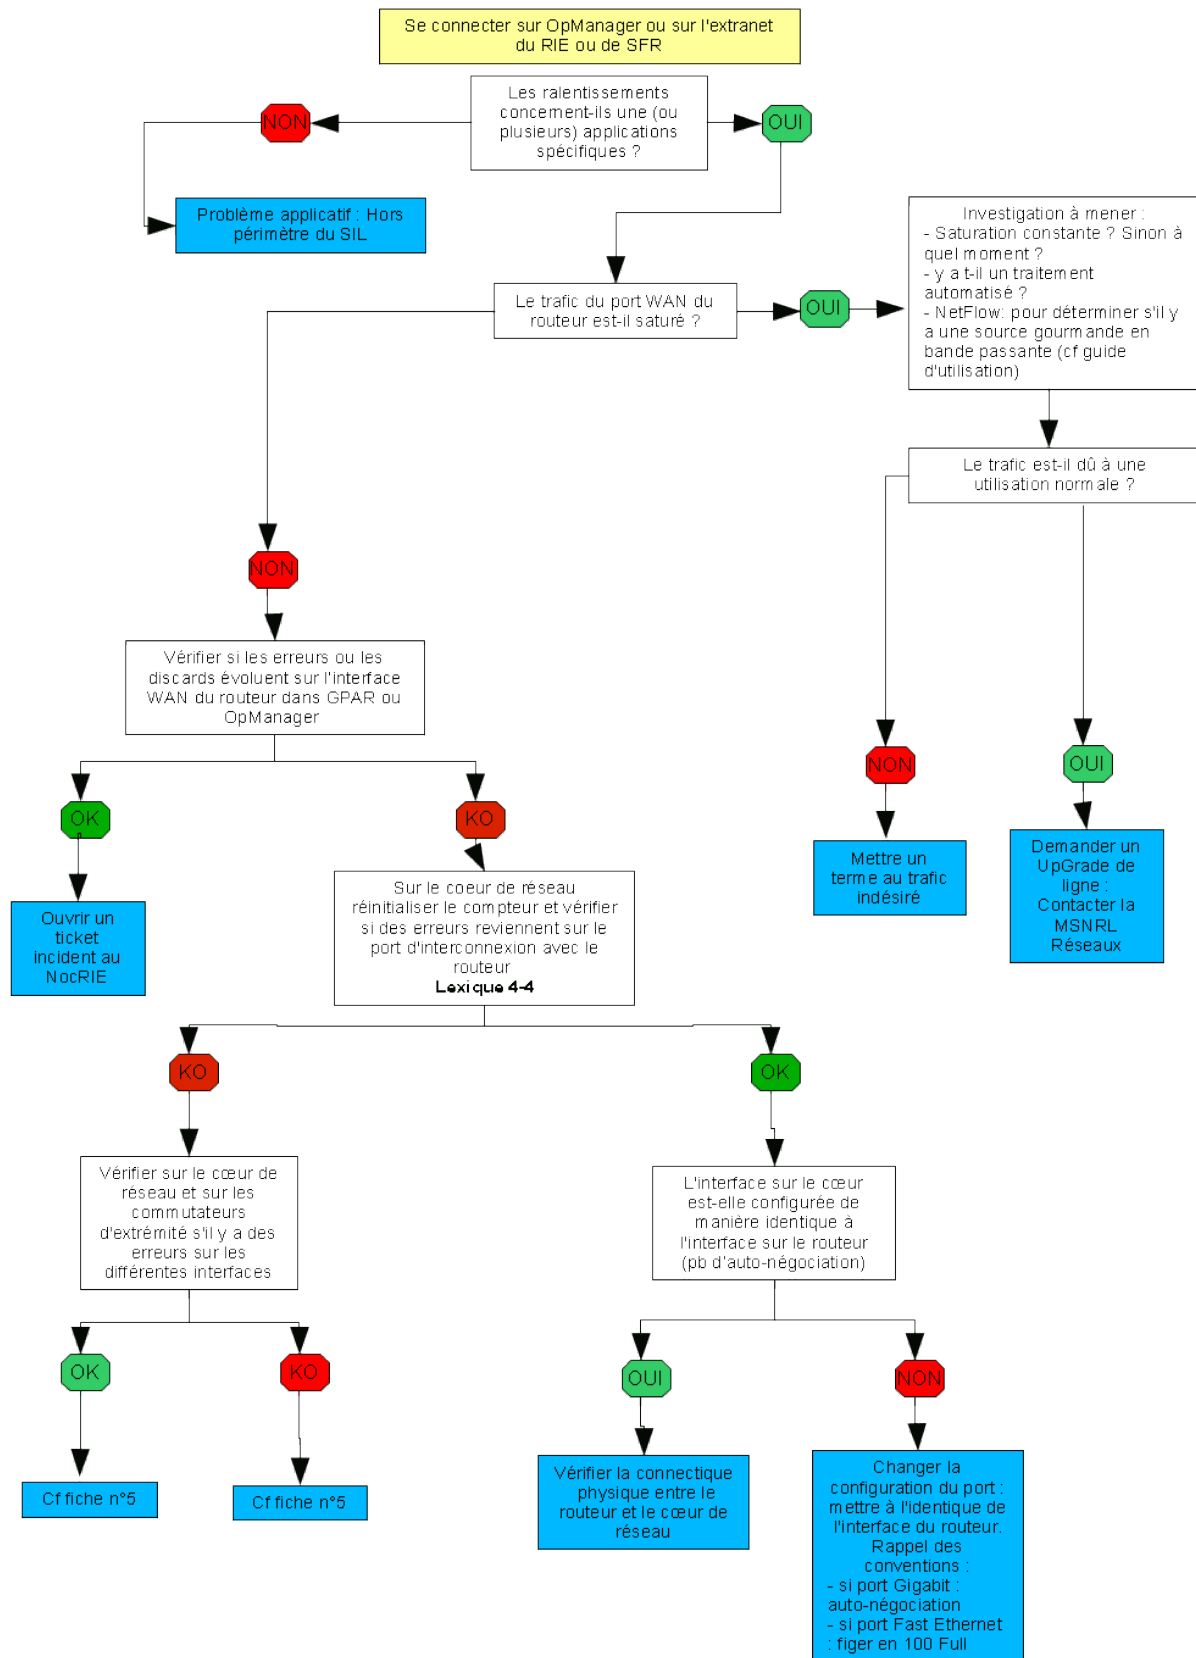 Se connecter sur OpManager ou sur l'extranet
du RIE ou de SFR
Les ralentissements
concernent-ils une (ou
plusieurs) applications
spécifiques ?
NON
OUI
Problème applicatif : Hors
périmètre du SIL
Investigation à mener :
- Saturation constante ? Sinon à
quel moment ?
- y a t-il un traitement
automatisé ?
- NetFlow: pour déterminer s'il y
a une source gourmande en
bande passante (cf guide
d'utilisation)
Le trafic du port WAN du
routeur est-il saturé ?
OUI
Le trafic est-il dû à une
utilisation normale ?
NON
Vérifier si les erreurs ou les
discards évoluent sur l'interface
WAN du routeur dans GPAR ou
OpManager
NON
OUI
OK
KO
Mettre un
terme au trafic
indésiré
Demander un
UpGrade de
ligne :
Contacter la
MSNRL
Réseaux
Ouvrir un
ticket
incident au
NocRIE
Sur le coeur de réseau
réinitialiser le compteur et vérifier
si des erreurs reviennent sur le
port d'interconnexion avec le
routeur
Lexique 4-4
KO
OK
Vérifier sur le cœur de
réseau et sur les
commutateurs
d'extrémité s'il y a des
erreurs sur les
différentes interfaces
L'interface sur le cœur
est-elle configurée de
manière identique à
l'interface sur le routeur
(pb d'auto-négociation)
OK
KO
OUI
NON
Cf fiche n°5
Cf fiche n°5
Vérifier la connectique
physique entre le
routeur et le cœur de
réseau
Changer la
configuration du port :
mettre à l'identique de
l'interface du routeur.
Rappel des
conventions :
- si port Gigabit :
auto-négociation
- si port Fast Ethernet
: figer en 100 Full